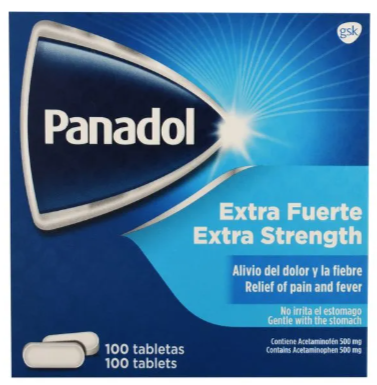 gsk
Panadol
Extra Fuerte
Extra Strength
Alivio del dolor y la fiebre
Relief of pain and fever
No irrita el estomago
Gentle with the stomach
Contiene Acetaminofén 500 mg
Contains Acetaminophen 500 mg
100 tabletas
100 tablets